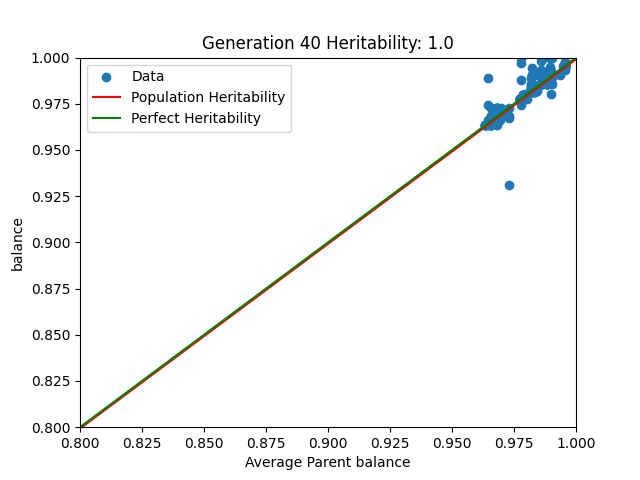 Generation 40 Heritability: 1.0
1.000
0.975
0.950
0.925
0.900
0.875
0.850
0.825
0.800
balance
Data
Population Heritability
Perfect Heritability
0.800 0.825 0.850 0.875 0.900 0.925 0.950 0.975 1.000
Average Parent balance